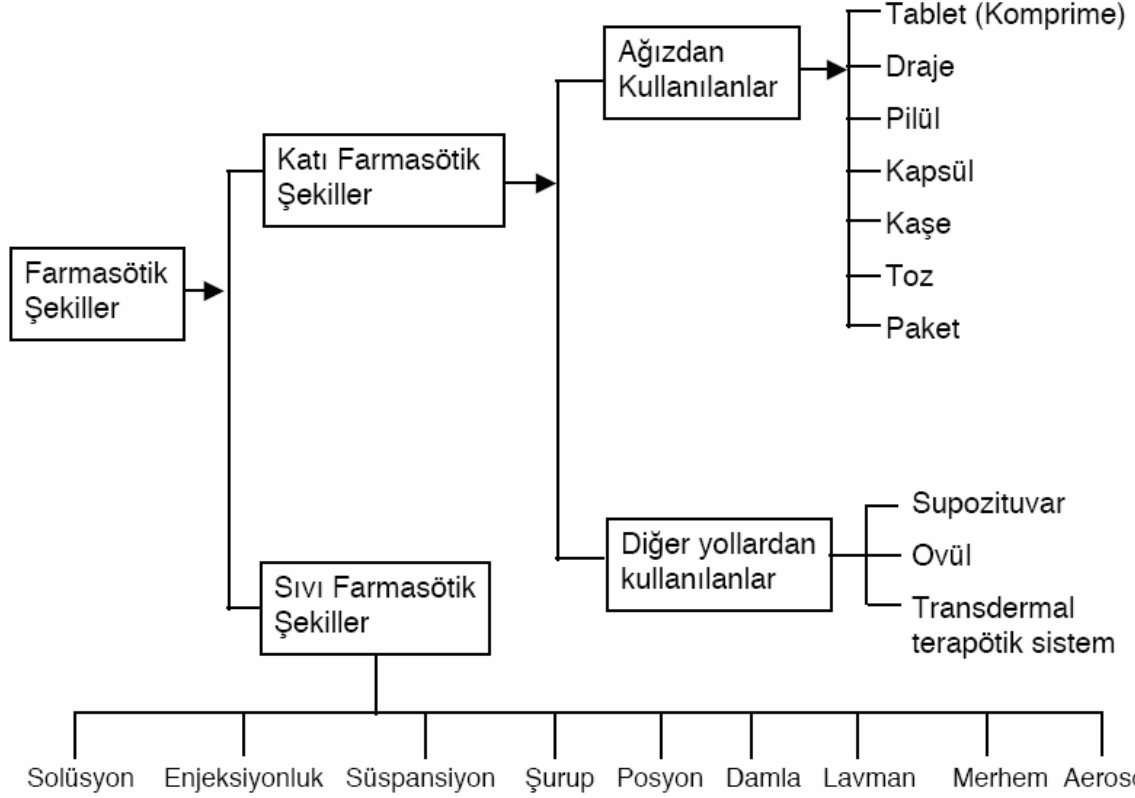 Farmasötik
Şekiller
Katı Farmasötik
Şekiller
Ağızdan
Kullanılanlar
Tablet (Komprime)
Draje
Pilül
Kapsül
Kaşe
Toz
Paket
Diğer yollardan
kullanılanlar
Supozituvar
Ovül
Transdermal
terapötik sistem
Sıvı Farmasötik
Şekiller
Solüsyon
Enjeksiyonluk
Süspansiyon
Şurup
Posyon
Damla
Lavman
Merhem